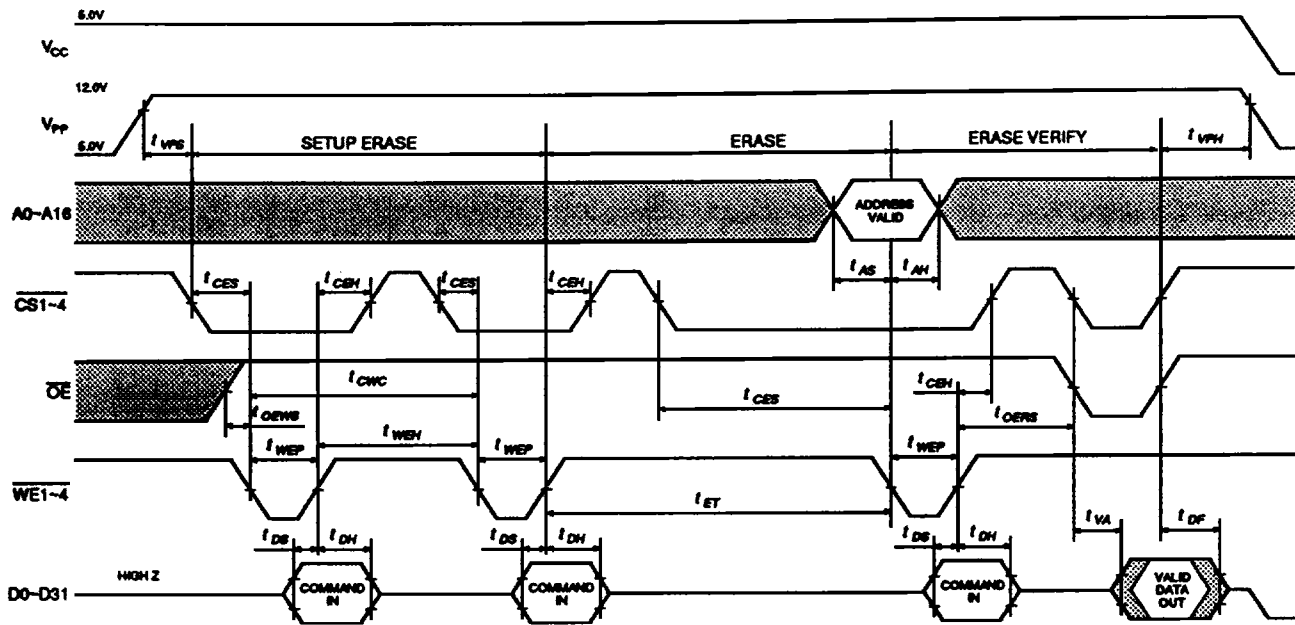 5.0V
VCC
12.0V
VPP
5.0V
tVPS
SETUP ERASE
ERASE
ERASE VERIFY
tVPH
A0~A16
ADDRESS
VALID
tAS
tAH
CS1~4
tCES
tCEH
tCES
tCEH
OE
tCWC
tCEH
tOEWS
tCES
tOERS
tWEH
WE1~4
tWEP
tWEP
tWEP
tET
tDS
tDH
tDS
tDH
tDS
tDH
tVA
tDF
D0~D31
HIGH Z
COMMAND
IN
COMMAND
IN
COMMAND
IN
VALID
DATA
OUT